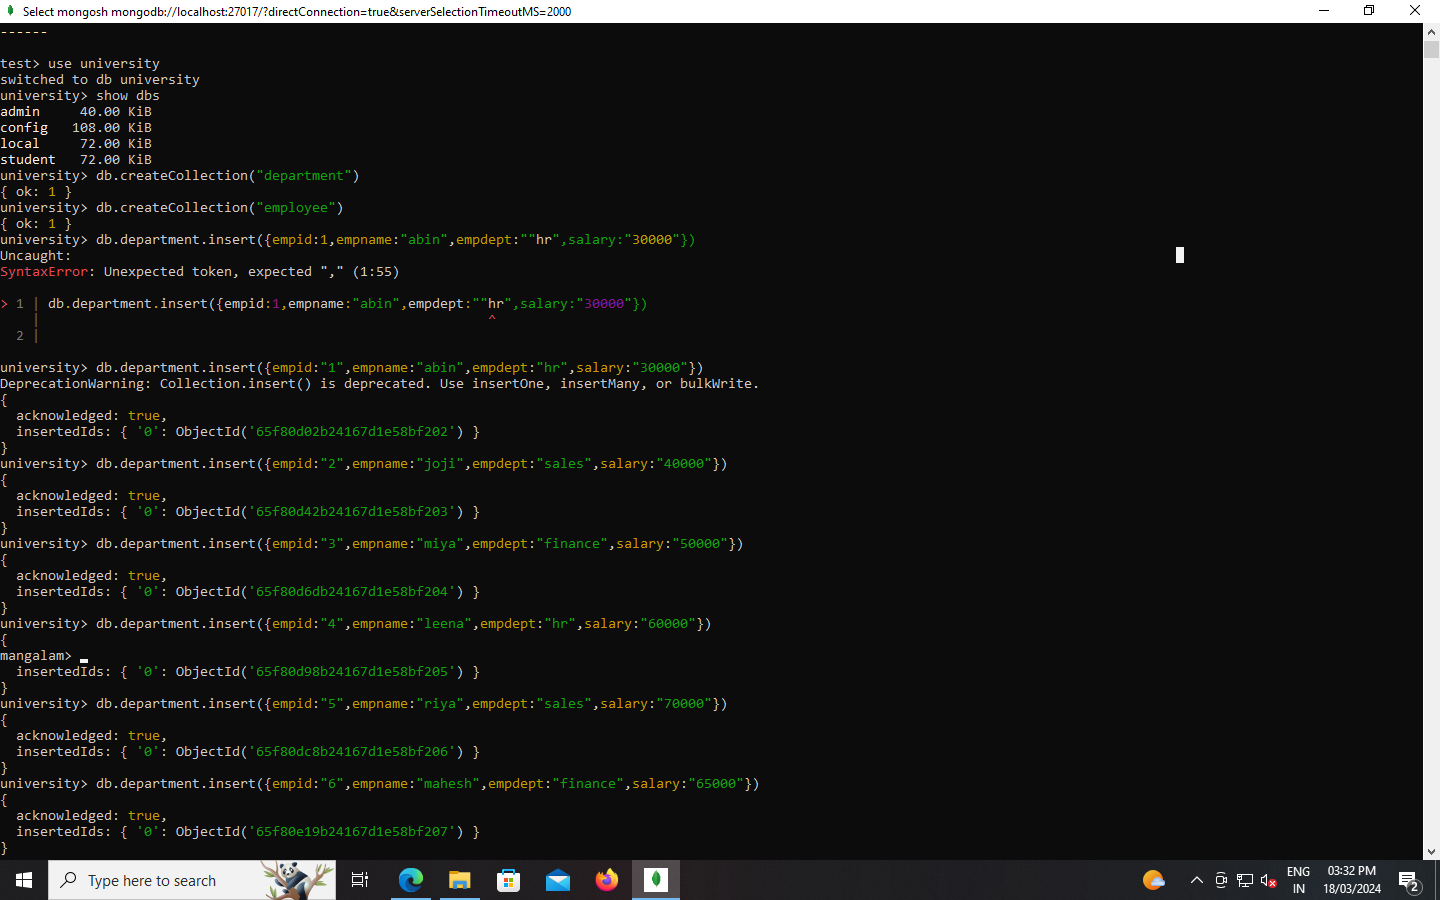 Select mongosh mongodb://localhost:27017/?directConnection=true&serverSelectionTimeoutMS=2000
------
test> use university
switched to db university
university> show dbs
admin     40.00 KiB
config   108.00 KiB
local     72.00 KiB
student   72.00 KiB
university> db.createCollection("department")
{ ok: 1 }
university> db.createCollection("employee")
{ ok: 1 }
university> db.department.insert({empid:1,empname:"abin",empdept:""hr",salary:"30000"})
Uncaught:
SyntaxError: Unexpected token, expected "," (1:55)
> 1 | db.department.insert({empid:1,empname:"abin",empdept:""hr",salary:"30000"})
    |                                                        ^
  2 |
university> db.department.insert({empid:"1",empname:"abin",empdept:"hr",salary:"30000"})
DeprecationWarning: Collection.insert() is deprecated. Use insertOne, insertMany, or bulkWrite.
{
  acknowledged: true,
  insertedIds: { '0': ObjectId('65f80d02b24167d1e58bf202') }
}
university> db.department.insert({empid:"2",empname:"joji",empdept:"sales",salary:"40000"})
{
  acknowledged: true,
  insertedIds: { '0': ObjectId('65f80d42b24167d1e58bf203') }
}
university> db.department.insert({empid:"3",empname:"miya",empdept:"finance",salary:"50000"})
{
  acknowledged: true,
  insertedIds: { '0': ObjectId('65f80d6db24167d1e58bf204') }
}
university> db.department.insert({empid:"4",empname:"leena",empdept:"hr",salary:"60000"})
{
mangalam>
  insertedIds: { '0': ObjectId('65f80d98b24167d1e58bf205') }
}
university> db.department.insert({empid:"5",empname:"riya",empdept:"sales",salary:"70000"})
{
  acknowledged: true,
  insertedIds: { '0': ObjectId('65f80dc8b24167d1e58bf206') }
}
university> db.department.insert({empid:"6",empname:"mahesh",empdept:"finance",salary:"65000"})
{
  acknowledged: true,
  insertedIds: { '0': ObjectId('65f80e19b24167d1e58bf207') }
}
Type here to search
ENG
IN
03:32 PM
18/03/2024
2